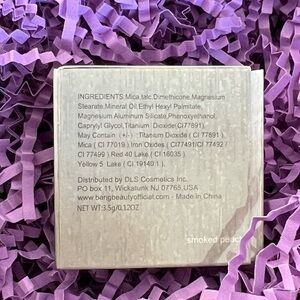 INGREDIENTS:Mica,talc,Dimethicone,Magnesium
Stearate,Mineral Oil,Ethyl Hexyl Palmitate,
Magnesium Aluminum Silicate,Phenoxyethanol,
Caprylyl Glycol,Titanium Dioxide(CI77891),
May Contain (+/-) :Titanium Dioxide ( CI 77891 )
Mica ( CI 77019 ) Iron Oxides ( CI77491/CI 77492 /
CI 77499 ) Red 40 Lake ( CI 16035 )
Yellow 5 Lake ( CI 19140:1 ),
Distributed by DLS Cosmetics Inc.
PO box 11, Wickatunk NJ 07765,USA
www.bangbeautyofficial.com - Made In China
NET WT:3.5g/0.12OZ
smoked peach